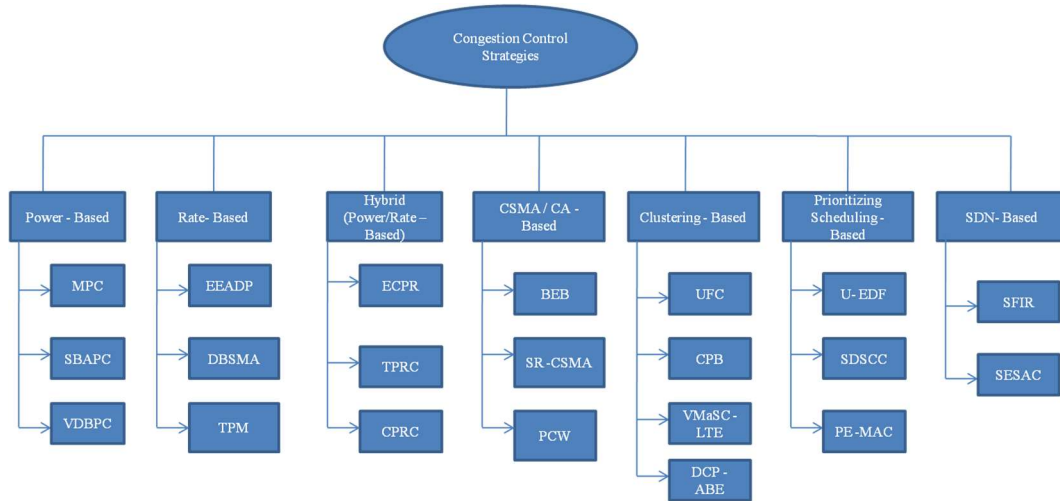 Congestion Control
Strategies
Power - Based
Rate- Based
Hybrid
(Power/Rate –
Based)
CSMA / CA -
Based
Clustering - Based
Prioritizing
Scheduling -
Based
SDN- Based
MPC
EEADP
ECPR
BEB
UFC
U- EDF
SFIR
SBAPC
DBSMA
TPRC
SR -CSMA
CPB
SDSCC
SESAC
VDBPC
TPM
CPRC
PCW
VMaSC -
LTE
PE -MAC
DCP -
ABE